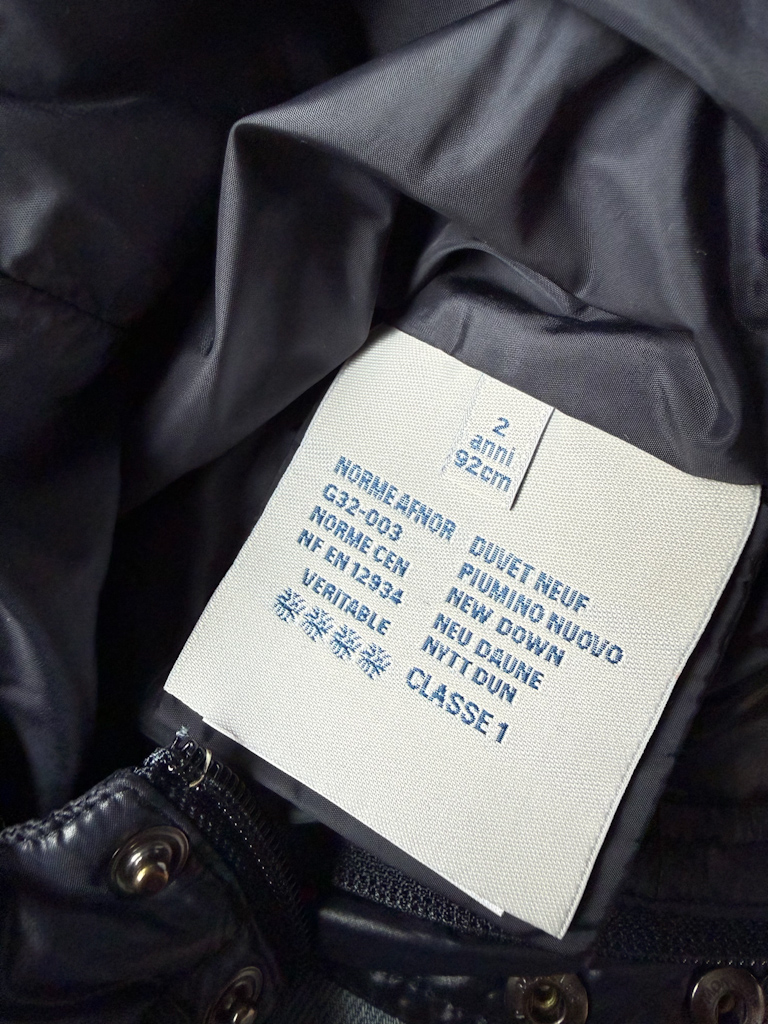 2
anni
92cm
NORME AFNOR
G32-003
NORME CEN
NF EN 12934
VERITABLE
DUVET NEUF
PIUMINO NUOVO
NEW DOWN
NEU DAUNE
NYTT DUN
CLASSE 1